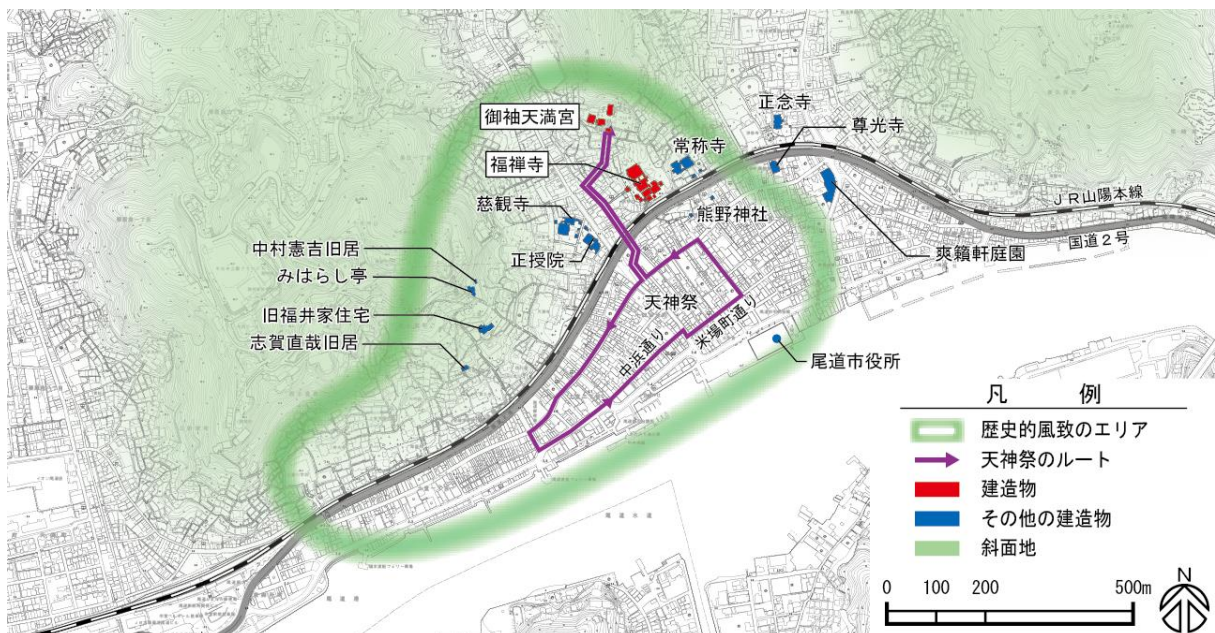 御袖天満宮
福禅寺
常称寺
正念寺
尊光寺
慈観寺
正授院
熊野神社
JR山陽本線
国道2号
爽籟軒庭園
中村憲吉旧居
みはらし亭
旧福井家住宅
志賀直哉旧居
天神祭
中浜通り
米場町通り
尾道市役所
尾道水道
凡例
歴史的風致のエリア
天神祭のルート
建造物
その他の建造物
斜面地
0 100 200 500m
N